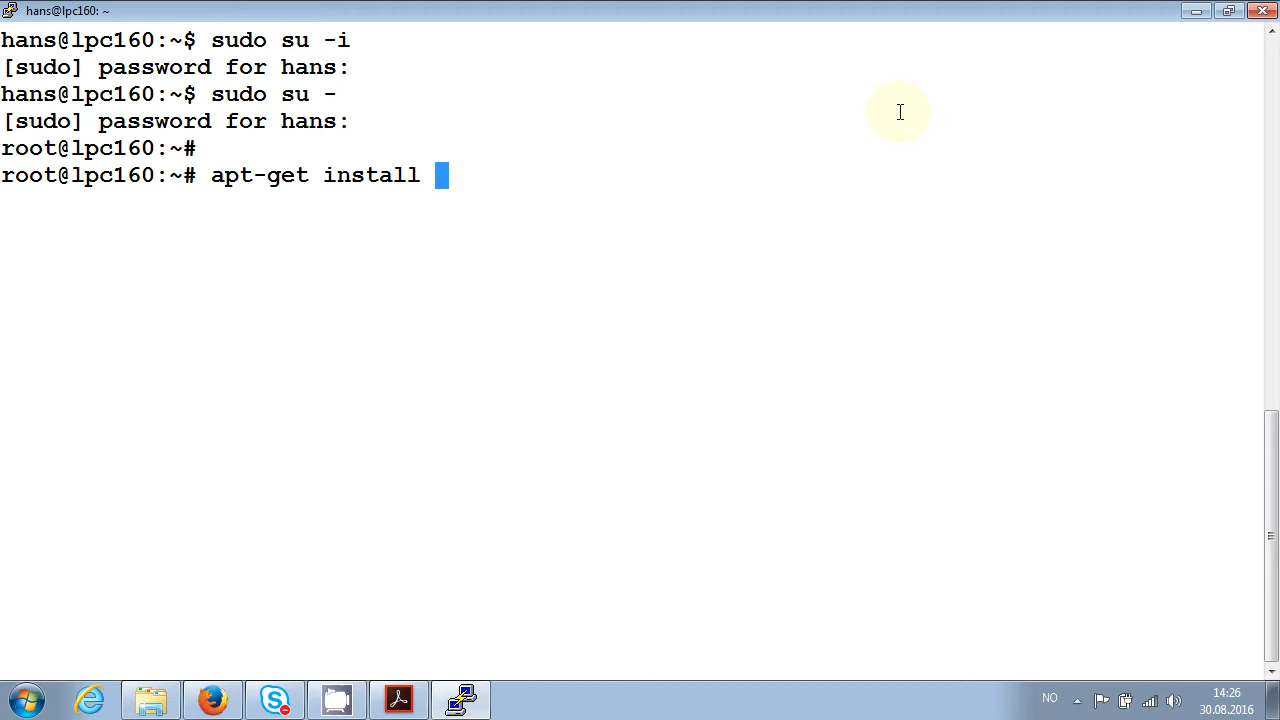 hans@lpc160: ~
hans@lpc160:~$ sudo su -i
[sudo] password for hans:
hans@lpc160:~$ sudo su -
[sudo] password for hans:
root@lpc160:~#
root@lpc160:~# apt-get install
NO
14:26
30.08.2016